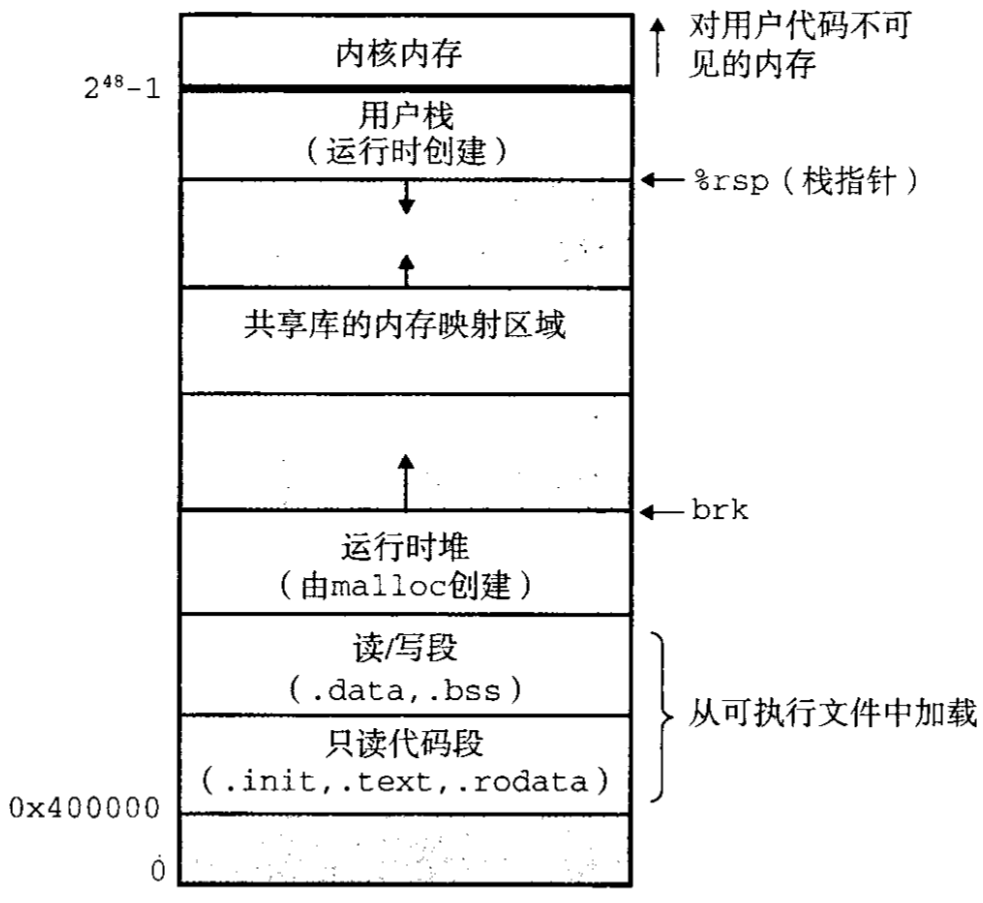 内核内存
对用户代码不可
见的内存
2⁴⁸-1
用户栈
(运行时创建)
%rsp(栈指针)
共享库的内存映射区域
brk
运行时堆
(由malloc创建)
读/写段
(.data,.bss)
从可执行文件中加载
只读代码段
(.init,.text,.rodata)
0x400000
0